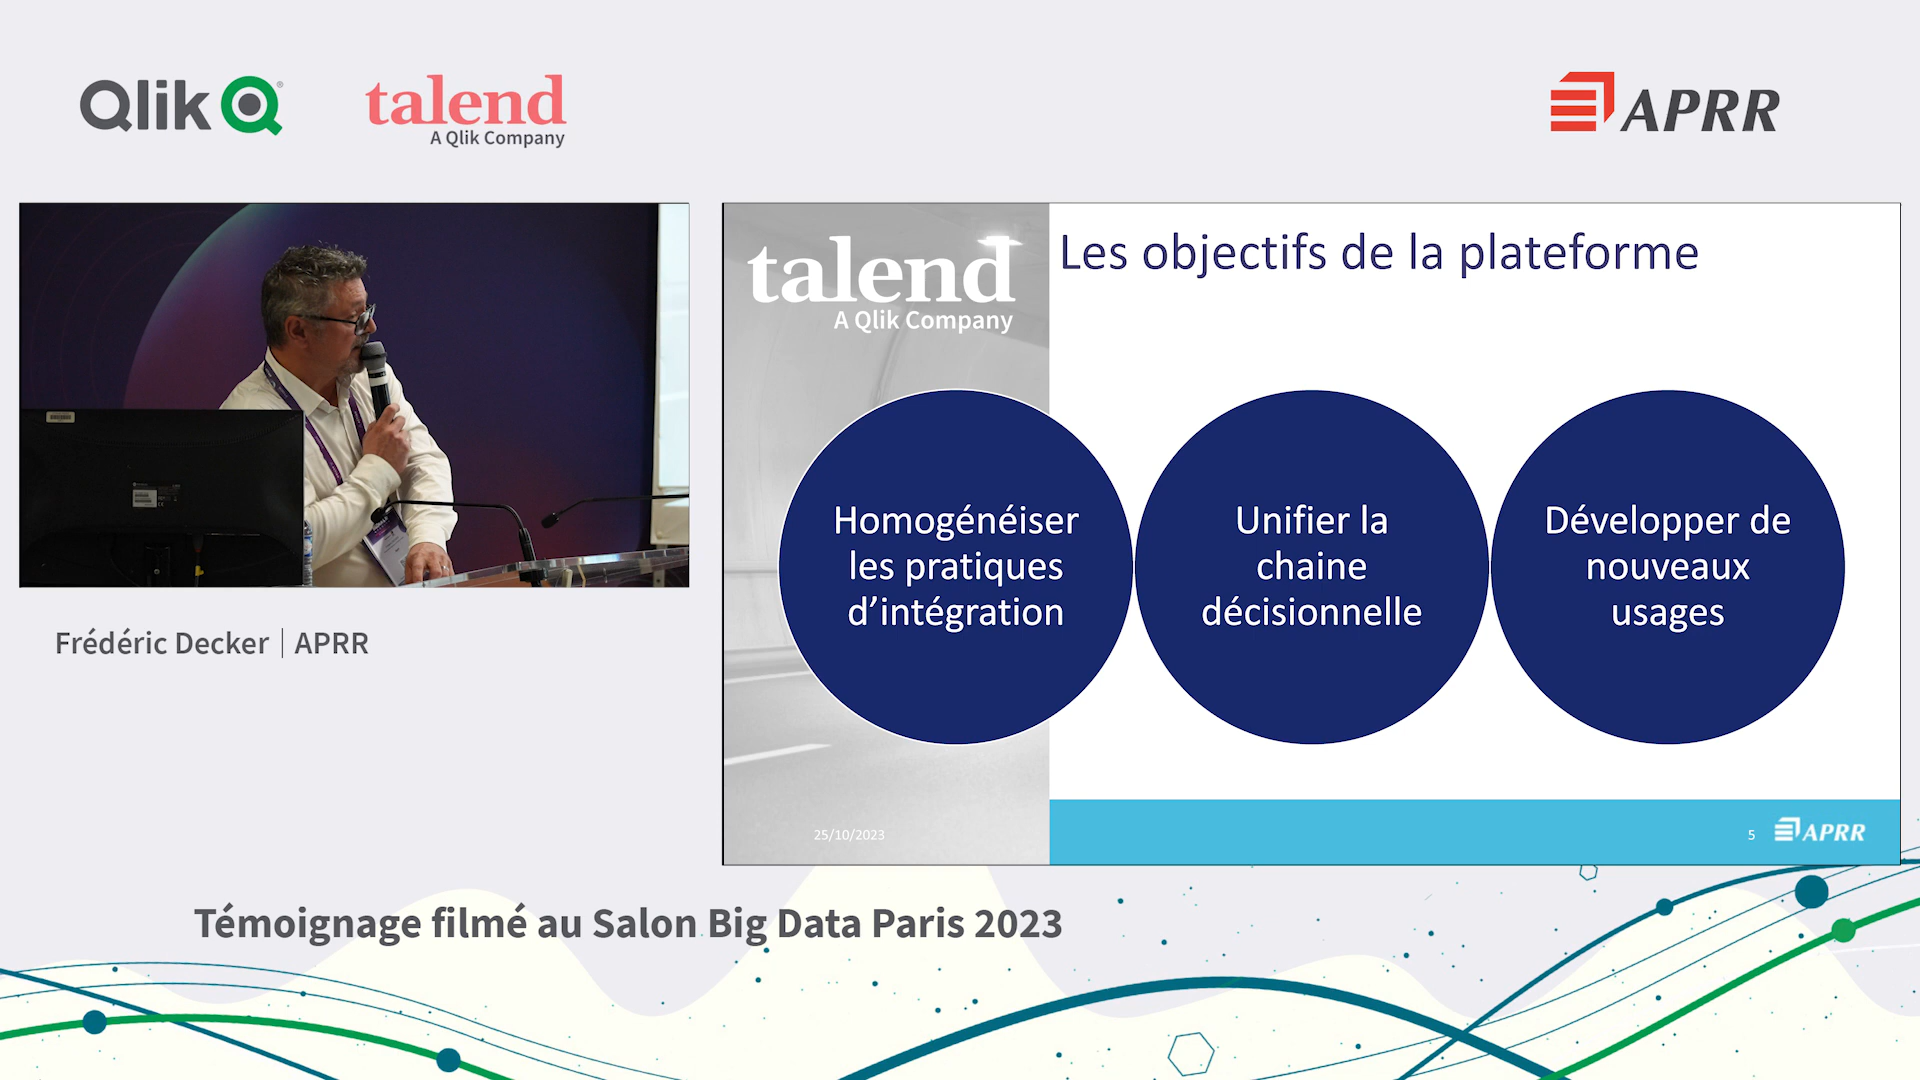 Qlik
talend
A Qlik Company
APRR
talend
A Qlik Company
Les objectifs de la plateforme
Homogénéiser
les pratiques
d’intégration
Unifier la
chaine
décisionnelle
Développer de
nouveaux
usages
25/10/2023
5
APRR
Frédéric Decker | APRR
Témoignage filmé au Salon Big Data Paris 2023